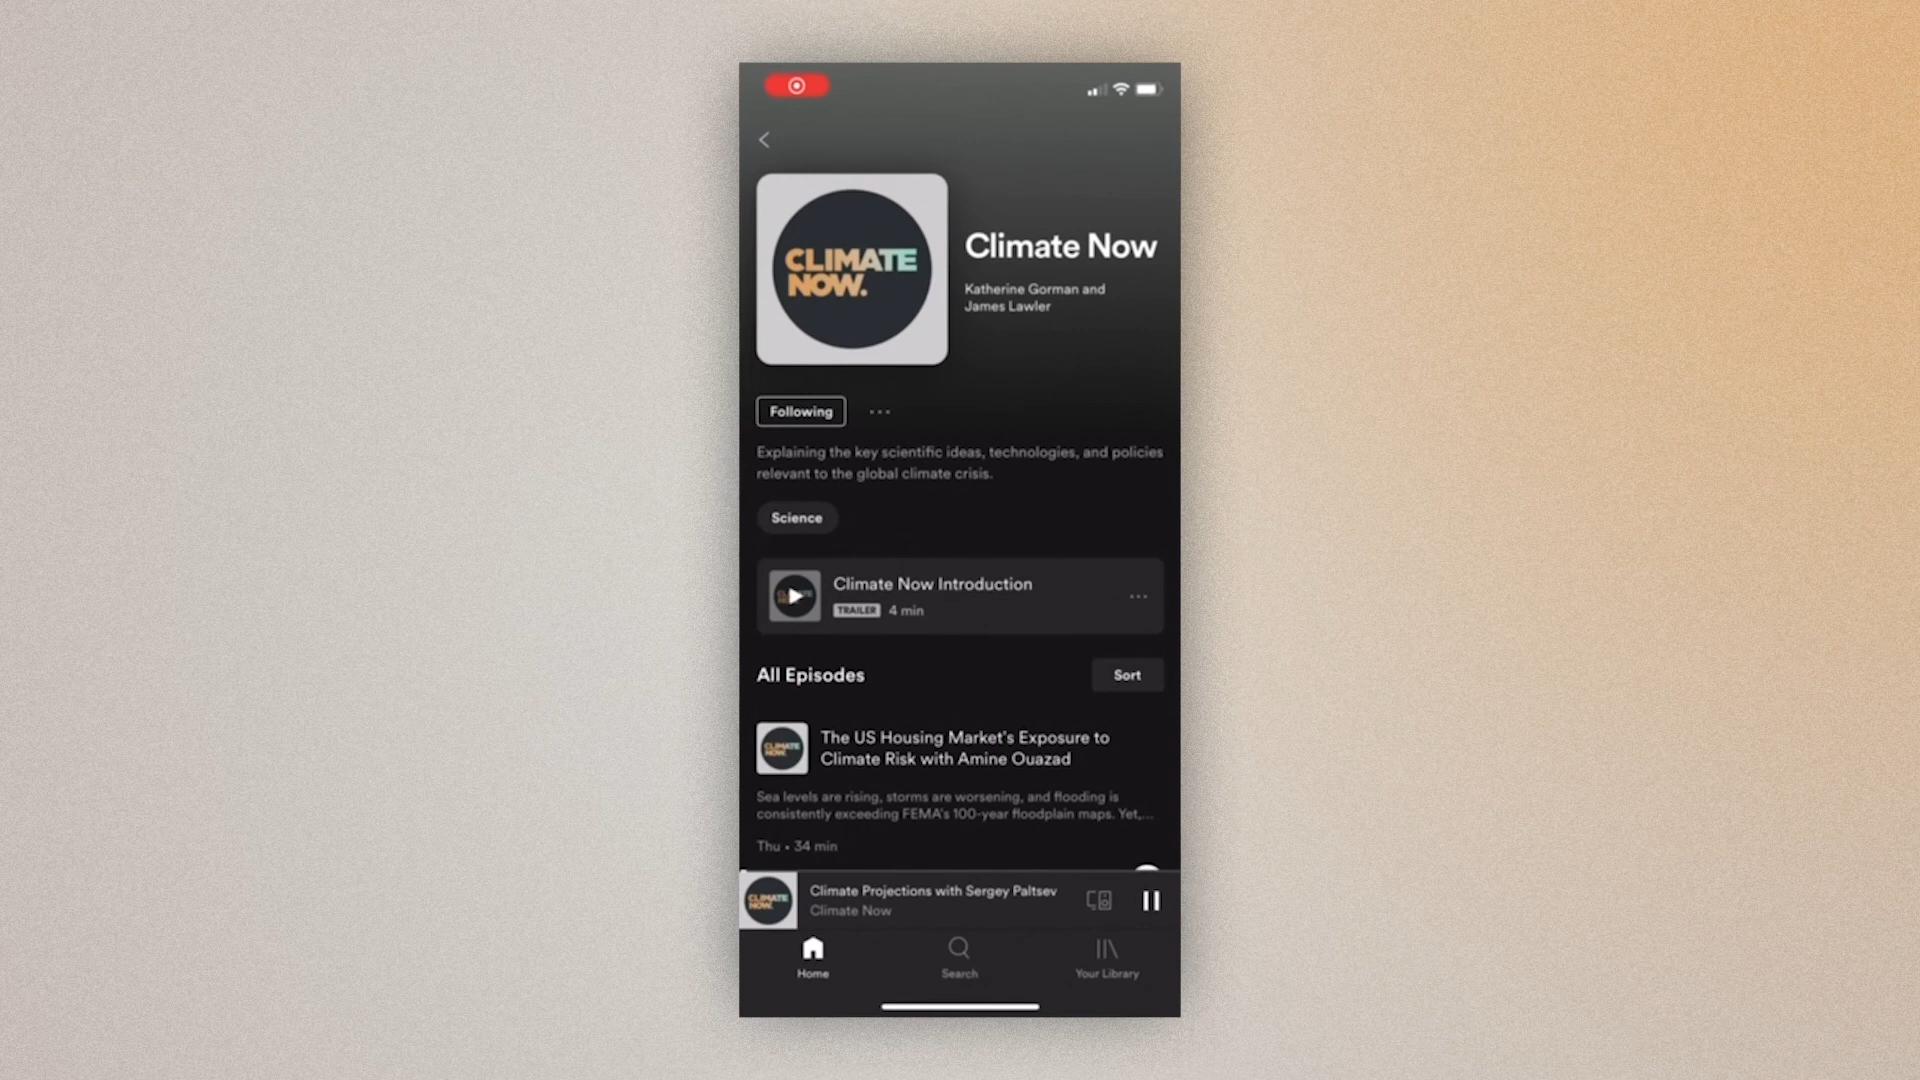 CLIMATE
NOW.
Climate Now
Katherine Gorman and
James Lawler
Following
Explaining the key scientific ideas, technologies, and policies
relevant to the global climate crisis.
Science
Climate Now Introduction
TRAILER 4 min
All Episodes
Sort
CLIMATE
NOW.
The US Housing Market's Exposure to
Climate Risk with Amine Ouazad
Sea levels are rising, storms are worsening, and flooding is
consistently exceeding FEMA's 100-year floodplain maps. Yet,...
Thu • 34 min
CLIMATE
NOW.
Climate Projections with Sergey Paltsev
Climate Now
Home
Search
Your Library